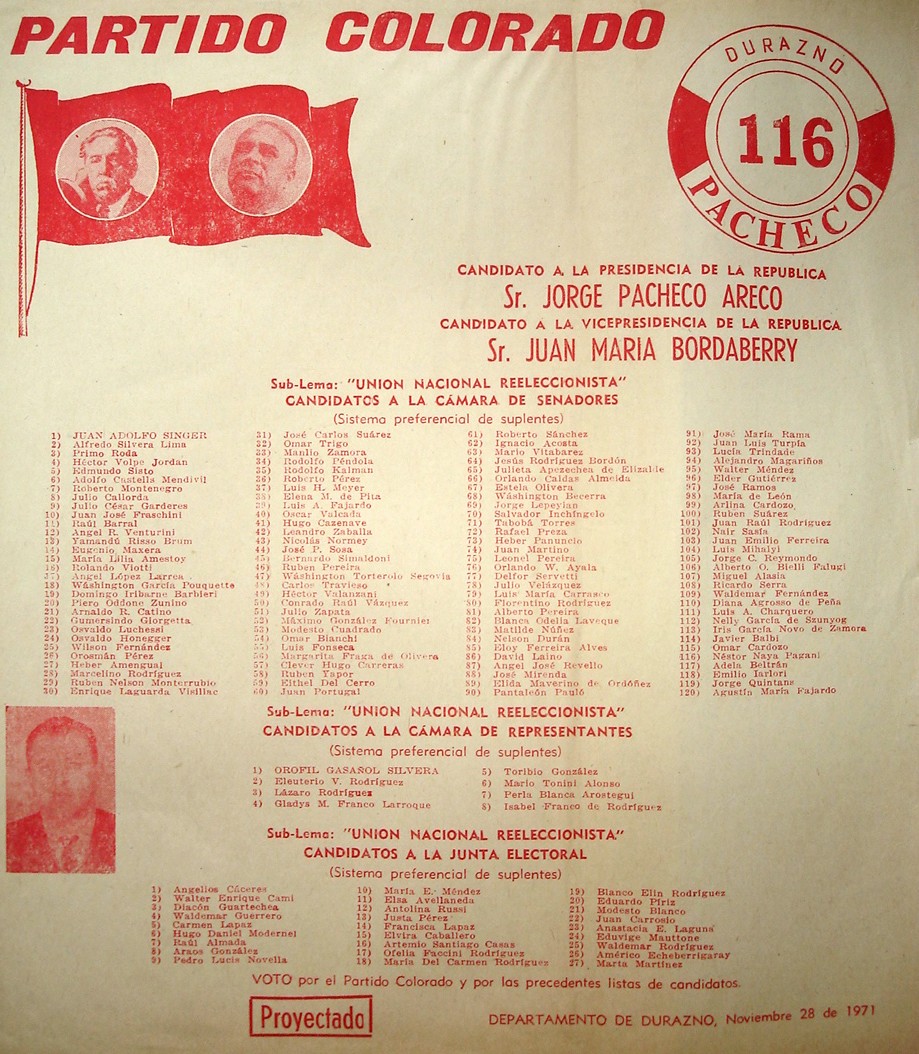 PARTIDO COLORADO
DURAZNO
116
PACHECO
CANDIDATO A LA PRESIDENCIA DE LA REPUBLICA
Sr. JORGE PACHECO ARECO
CANDIDATO A LA VICEPRESIDENCIA DE LA REPUBLICA
Sr. JUAN MARIA BORDABERRY
Sub-Lema: "UNION NACIONAL REELECCIONISTA"
CANDIDATOS A LA CÁMARA DE SENADORES
(Sistema preferencial de suplentes)
1) JUAN ADOLFO SINGER
2) Alfredo Silvera Lima
3) Primo Roda
4) Héctor Volpe Jordan
5) Edmundo Sisto
6) Adolfo Castells Mendivil
7) Roberto Montenegro
8) Julio Callorda
9) Julio César Garderes
10) Juan José Fraschini
11) Raúl Barral
12) Angel R. Venturini
13) Yamandú Risso Brum
14) Eugenio Maxera
15) María Lilia Amestoy
16) Rolando Viotti
17) Angel López Larrea
18) Wáshington García Pouquette
19) Domingo Iribarne Barbieri
20) Piero Oddone Zunino
21) Arnaldo R. Catino
22) Gumersindo Giorgetta
23) Osvaldo Luchessi
24) Osvaldo Honegger
25) Wilson Fernández
26) Orosmán Pérez
27) Heber Amengual
28) Marcelino Rodríguez
29) Ruben Nelson Monterrubio
30) Enrique Laguarda Visillac
31) José Carlos Suárez
32) Omar Trigo
33) Manlio Zamora
34) Rodolfo Péndola
35) Rodolfo Kalman
36) Roberto Pérez
37) Luis H. Meyer
38) Elena M. de Pita
39) Luis A. Fajardo
40) Oscar Valcada
41) Hugo Cazenave
42) Leandro Zaballa
43) Nicolás Normey
44) José P. Sosa
45) Bernardo Simaldoni
46) Ruben Pereira
47) Wáshington Torterolo Segovia
48) Carlos Travieso
49) Héctor Valanzani
50) Conrado Raúl Vázquez
51) Julio Zapata
52) Máximo González Fournier
53) Modesto Cuadrado
54) Omar Bianchi
55) Luis Fonseca
56) Margarita Fraga de Olivera
57) Clever Hugo Carreras
58) Ruben Yapor
59) Eithel Del Cerro
60) Juan Portugal
61) Roberto Sánchez
62) Ignacio Acosta
63) Mario Vitabarez
64) Jesús Rodríguez Bordón
65) Julieta Apezechea de Elizable
66) Orlando Caldas Almeida
67) Estela Olivera
68) Wáshington Becerra
69) Jorge Lepeyian
70) Salvador Inchingelo
71) Tabobá Torres
72) Rafael Preza
73) Heber Panuncio
74) Juan Martino
75) Leonel Pereira
76) Orlando W. Ayala
77) Delfor Servetti
78) Julio Velázquez
79) Luis María Carrasco
80) Florentino Rodríguez
81) Alberto Pereira
82) Blanca Odelia Laveque
83) Matilde Núñez
84) Nelson Durán
85) Eloy Ferreira Alves
86) David Laino
87) Angel José Revello
88) José Mirenda
89) Elida Maverino de Ordóñez
90) Pantaleón Pauló
91) José María Rama
92) Juan Luis Turpia
93) Lucía Trindade
94) Alejandro Magariños
95) Walter Méndez
96) Elder Gutiérrez
97) José Ramos
98) María de León
99) Arlina Cardozo
100) Ruben Suárez
101) Juan Raúl Rodríguez
102) Nair Sasia
103) Juan Emilio Ferreira
104) Luis Mihalyi
105) Jorge C. Reymondo
106) Alberto O. Bielli Falugi
107) Miguel Alasia
108) Ricardo Serra
109) Waldemar Fernández
110) Diana Agrosso de Peña
111) Luis A. Charquero
112) Nelly García de Szunyog
113) Iris García Novo de Zamora
114) Javier Balbi
115) Omar Cardozo
116) Néstor Naya Pagani
117) Adela Beltrán
118) Emilio Iarlori
119) Jorge Quintans
120) Agustín María Fajardo
Sub-Lema: "UNION NACIONAL REELECCIONISTA"
CANDIDATOS A LA CÁMARA DE REPRESENTANTES
(Sistema preferencial de suplentes)
1) OROFIL GASAÑOL SILVERA
2) Eleuterio V. Rodríguez
3) Lázaro Rodríguez
4) Gladys M. Franco Larroque
5) Toribio González
6) Mario Tonini Alonso
7) Perla Blanca Arostegui
8) Isabel Franco de Rodríguez
Sub-Lema: "UNION NACIONAL REELECCIONISTA"
CANDIDATOS A LA JUNTA ELECTORAL
(Sistema preferencial de suplentes)
1) Angelios Cáceres
2) Walter Enrique Cami
3) Diacón Guartechea
4) Waldemar Guerrero
5) Carmen Lapaz
6) Hugo Daniel Modernel
7) Raúl Almada
8) Araos González
9) Pedro Lucis Novella
10) María E. Méndez
11) Elsa Avellaneda
12) Antolina Russi
13) Justa Pérez
14) Francisca Lapaz
15) Elvira Caballero
16) Artemio Santiago Casas
17) Ofelia Faccini Rodríguez
18) María Del Carmen Rodríguez
19) Blanco Elin Rodríguez
20) Eduardo Píriz
21) Modesto Blanco
22) Juan Carrosio
23) Anastacia E. Laguna
24) Eduvige Mauttone
25) Waldemar Rodríguez
26) Américo Echeberrigaray
27) Marta Martínez
VOTO por el Partido Colorado y por las precedentes listas de candidatos.
Proyectado
DEPARTAMENTO DE DURAZNO, Noviembre 28 de 1971